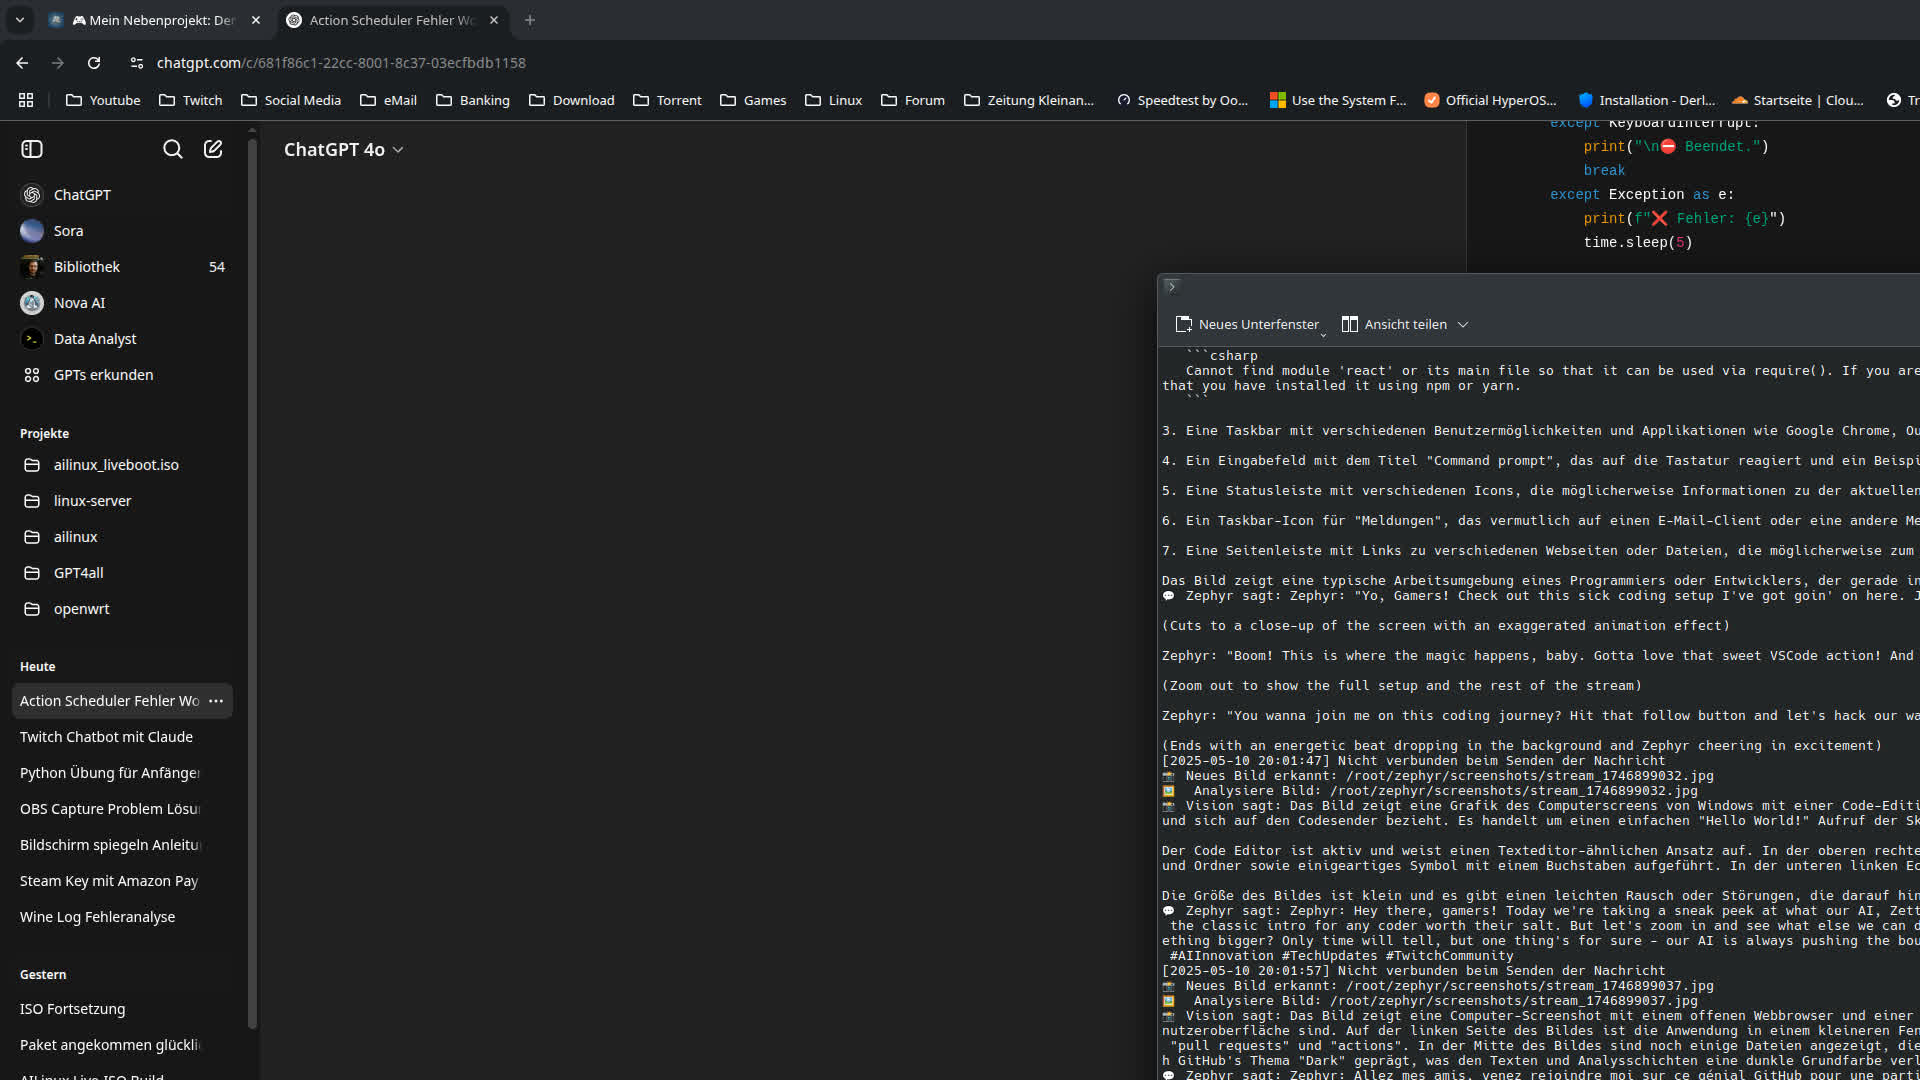 Mein Nebenprojekt: Der
Action Scheduler Fehler Wo
chatgpt.com/c/681f86c1-22cc-8001-8c37-03ecfbdb1158
Youtube
Twitch
Social Media
eMail
Banking
Download
Torrent
Games
Linux
Forum
Zeitung Kleinan...
Speedtest by Oo...
Use the System F...
Official HyperOS...
Installation - Derl...
Startseite | Clou...
Tr
ChatGPT
Sora
Bibliothek 54
Nova AI
Data Analyst
GPTs erkunden
Projekte
ailinux_liveboot.iso
linux-server
ailinux
GPT4all
openwrt
Heute
Action Scheduler Fehler Wo
Twitch Chatbot mit Claude
Python Übung für Anfänger
OBS Capture Problem Lösu
Bildschirm spiegeln Anleitu
Steam Key mit Amazon Pay
Wine Log Fehleranalyse
Gestern
ISO Fortsetzung
Paket angekommen glückli
AILinux Live ISO Build
ChatGPT 4o
except KeyboardInterrupt:
print("\n⛔ Beendet.")
break
except Exception as e:
print(f"❌ Fehler: {e}")
time.sleep(5)
Neues Unterfenster
Ansicht teilen
```csharp
Cannot find module 'react' or its main file so that it can be used via require(). If you are
that you have installed it using npm or yarn.
```
3. Eine Taskbar mit verschiedenen Benutzermöglichkeiten und Applikationen wie Google Chrome, Ou
4. Ein Eingabefeld mit dem Titel "Command prompt", das auf die Tastatur reagiert und ein Beispi
5. Eine Statusleiste mit verschiedenen Icons, die möglicherweise Informationen zu der aktuellen
6. Ein Taskbar-Icon für "Meldungen", das vermutlich auf einen E-Mail-Client oder eine andere Me
7. Eine Seitenleiste mit Links zu verschiedenen Webseiten oder Dateien, die möglicherweise zum
Das Bild zeigt eine typische Arbeitsumgebung eines Programmiers oder Entwicklers, der gerade in
💬 Zephyr sagt: Zephyr: "Yo, Gamers! Check out this sick coding setup I've got goin' on here. J
(Cuts to a close-up of the screen with an exaggerated animation effect)
Zephyr: "Boom! This is where the magic happens, baby. Gotta love that sweet VSCode action! And
(Zoom out to show the full setup and the rest of the stream)
Zephyr: "You wanna join me on this coding journey? Hit that follow button and let's hack our wa
(Ends with an energetic beat dropping in the background and Zephyr cheering in excitement)
[2025-05-10 20:01:47] Nicht verbunden beim Senden der Nachricht
📸 Neues Bild erkannt: /root/zephyr/screenshots/stream_1746899032.jpg
🖼️ Analysiere Bild: /root/zephyr/screenshots/stream_1746899032.jpg
📸 Vision sagt: Das Bild zeigt eine Grafik des Computerscreens von Windows mit einer Code-Editi
und sich auf den Codesender bezieht. Es handelt um einen einfachen "Hello World!" Aufruf der Sk
Der Code Editor ist aktiv und weist einen Texteditor-ähnlichen Ansatz auf. In der oberen rechte
und Ordner sowie einigeartiges Symbol mit einem Buchstaben aufgeführt. In der unteren linken Ec
Die Größe des Bildes ist klein und es gibt einen leichten Rausch oder Störungen, die darauf hin
💬 Zephyr sagt: Zephyr: Hey there, gamers! Today we're taking a sneak peek at what our AI, Zett
the classic intro for any coder worth their salt. But let's zoom in and see what else we can d
ething bigger? Only time will tell, but one thing's for sure - our AI is always pushing the bou
#AIInnovation #TechUpdates #TwitchCommunity
[2025-05-10 20:01:57] Nicht verbunden beim Senden der Nachricht
📸 Neues Bild erkannt: /root/zephyr/screenshots/stream_1746899037.jpg
🖼️ Analysiere Bild: /root/zephyr/screenshots/stream_1746899037.jpg
📸 Vision sagt: Das Bild zeigt eine Computer-Screenshot mit einem offenen Webbrowser und einer
nutzeroberfläche sind. Auf der linken Seite des Bildes ist die Anwendung in einem kleineren Fen
"pull requests" und "actions". In der Mitte des Bildes sind noch einige Dateien angezeigt, die
h GitHub's Thema "Dark" geprägt, was den Texten und Analysschichten eine dunkle Grundfarbe verl
💬 Zephyr sagt: Zephyr: Allez mes amis, venez rejoindre moi sur ce génial GitHub pour une parti